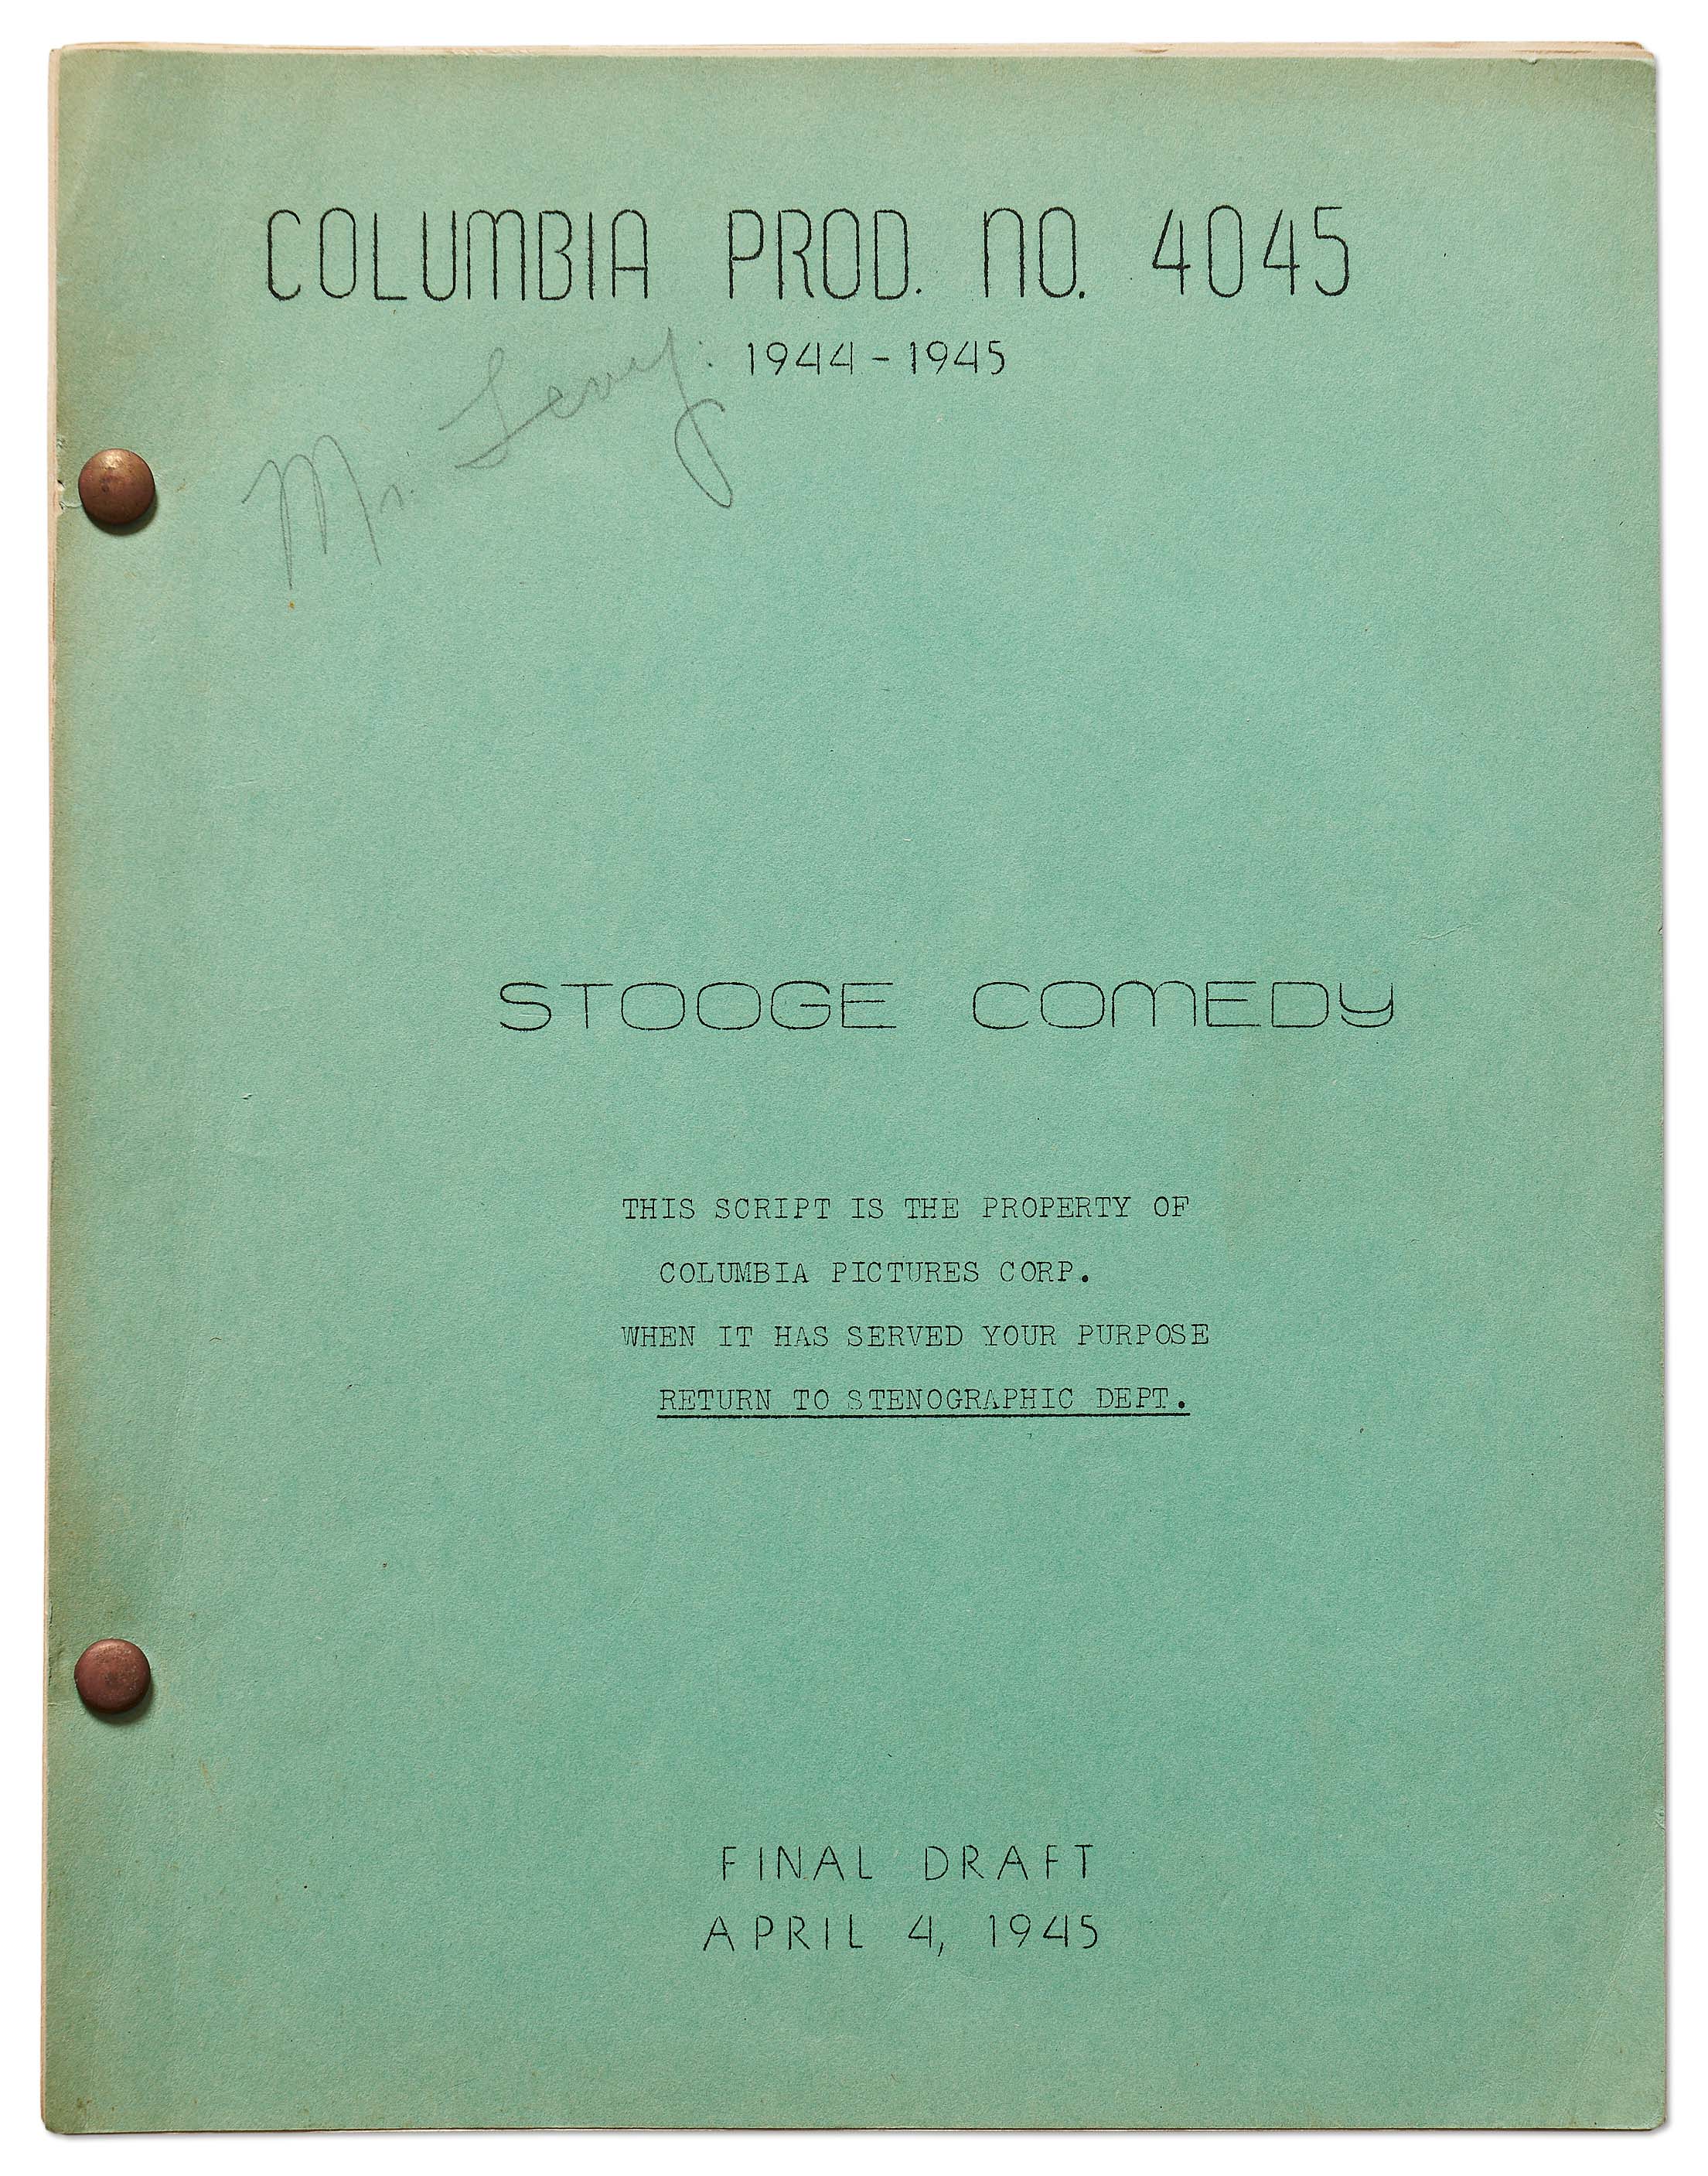 COLUMBIA PROD. NO. 4045
1944-1945
Mr. Levy:
STOOGE COMEDY
THIS SCRIPT IS THE PROPERTY OF
COLUMBIA PICTURES CORP.
WHEN IT HAS SERVED YOUR PURPOSE
RETURN TO STENOGRAPHIC DEPT.
FINAL DRAFT
APRIL 4, 1945